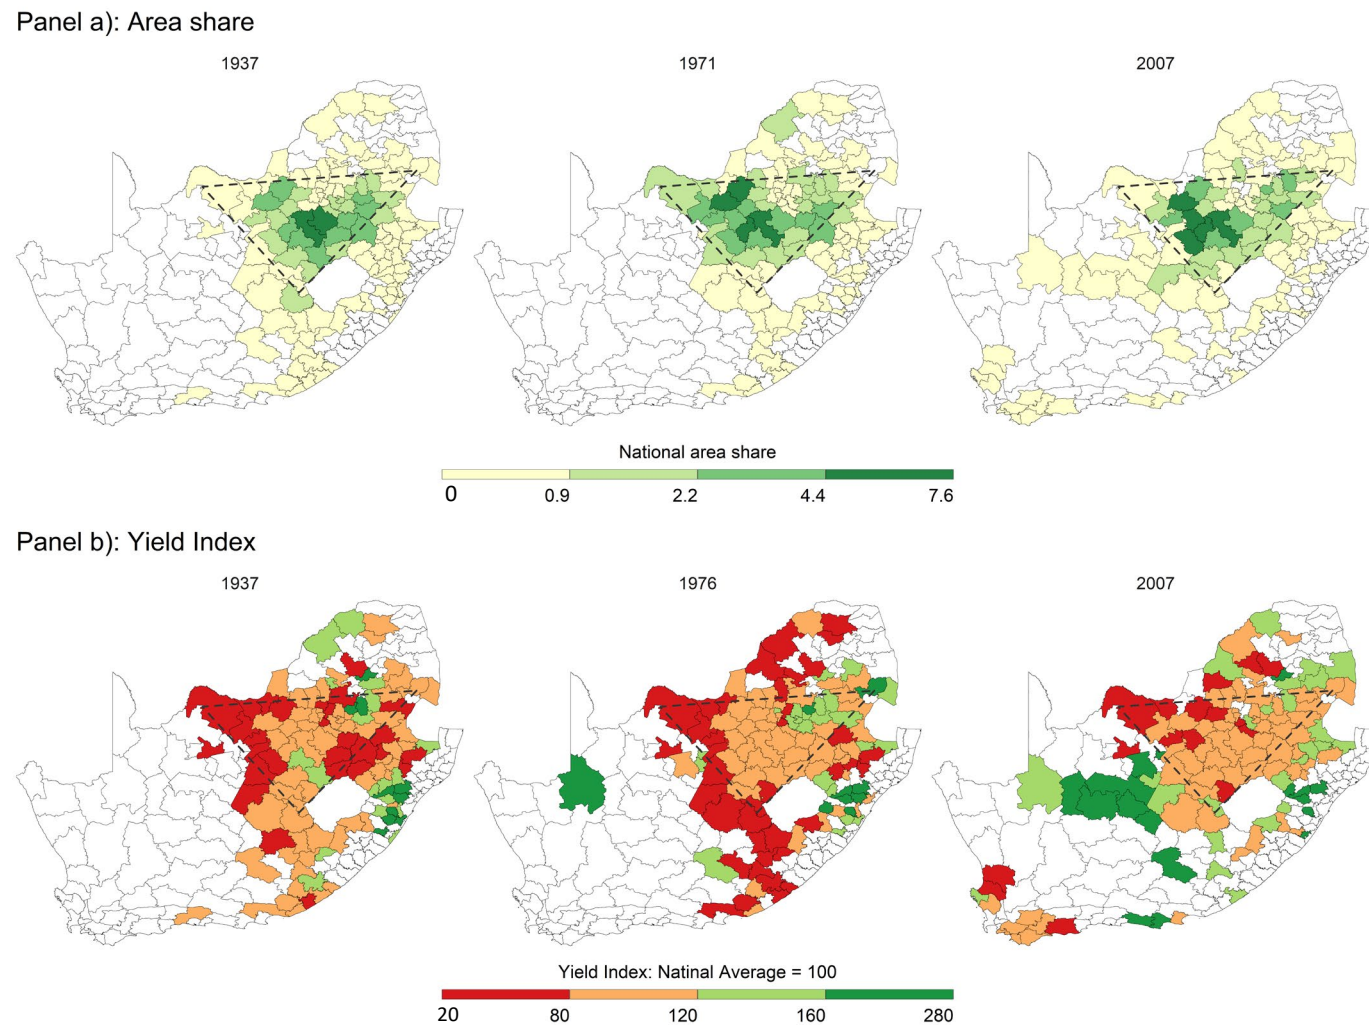 Panel a): Area share
1937 1971 2007
National area share
0 0.9 2.2 4.4 7.6
Panel b): Yield Index
1937 1976 2007
Yield Index: Natinal Average = 100
20 80 120 160 280